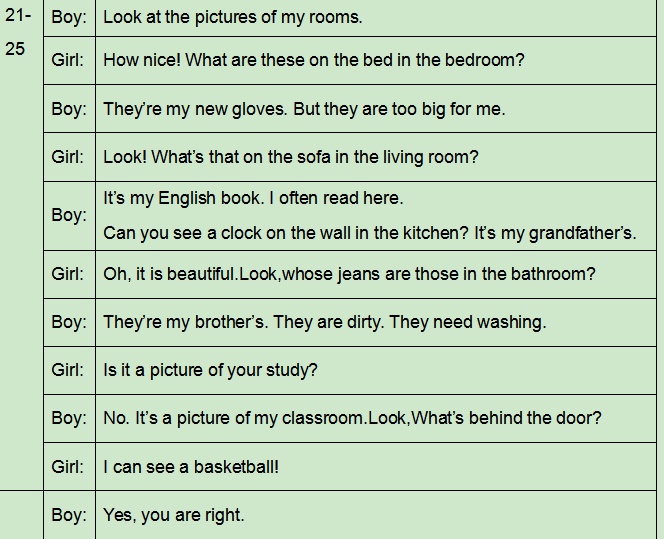 21-
25
Boy: Look at the pictures of my rooms.
Girl: How nice! What are these on the bed in the bedroom?
Boy: They're my new gloves. But they are too big for me.
Girl: Look! What's that on the sofa in the living room?
Boy: It's my English book. I often read here.
Can you see a clock on the wall in the kitchen? It's my grandfather's.
Girl: Oh, it is beautiful.Look,whose jeans are those in the bathroom?
Boy: They're my brother's. They are dirty. They need washing.
Girl: Is it a picture of your study?
Boy: No. It's a picture of my classroom.Look,What's behind the door?
Girl: I can see a basketball!
Boy: Yes, you are right.